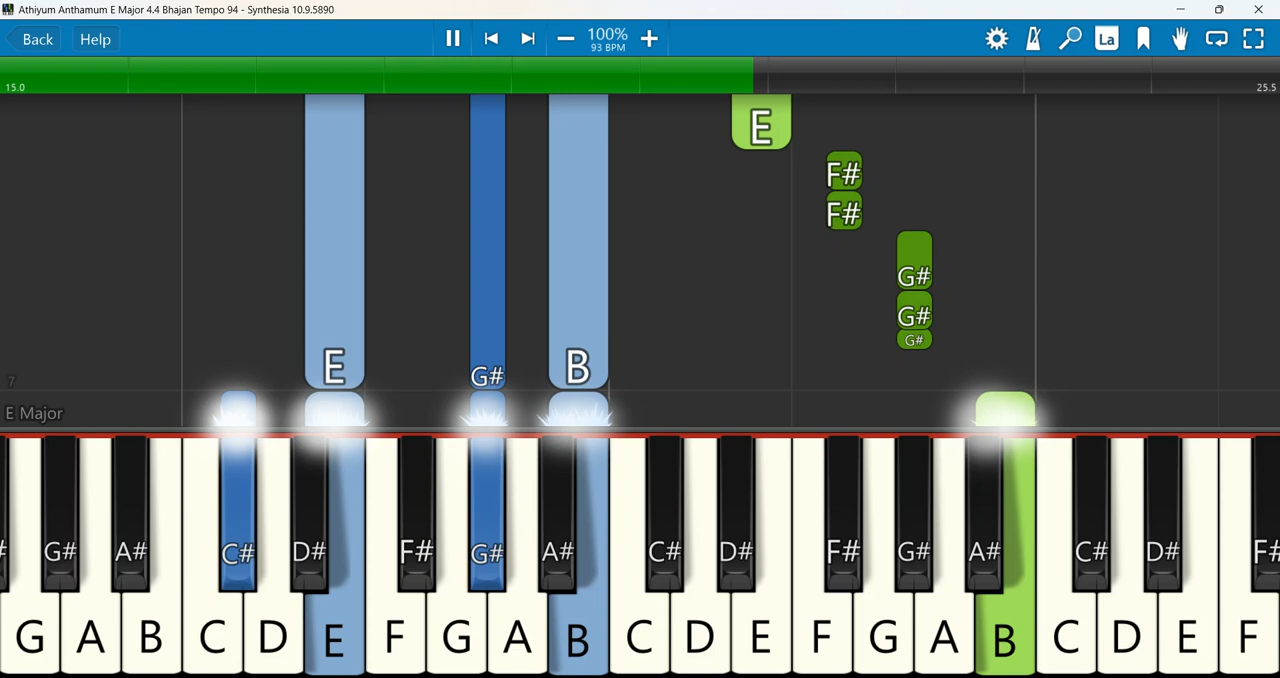 Athiyum Anthamum E Major 4.4 Bhajan Tempo 94 - Synthesia 10.9.5890
Back Help 100% La
93 BPM
15.0 25.5
E
F#
F#
G#
G#
G#
E G# B
7
E Major
G# A# C# D# F# G# A# C# D# F# G# A# C# D# F#
G A B C D E F G A B C D E F G A B C D E F